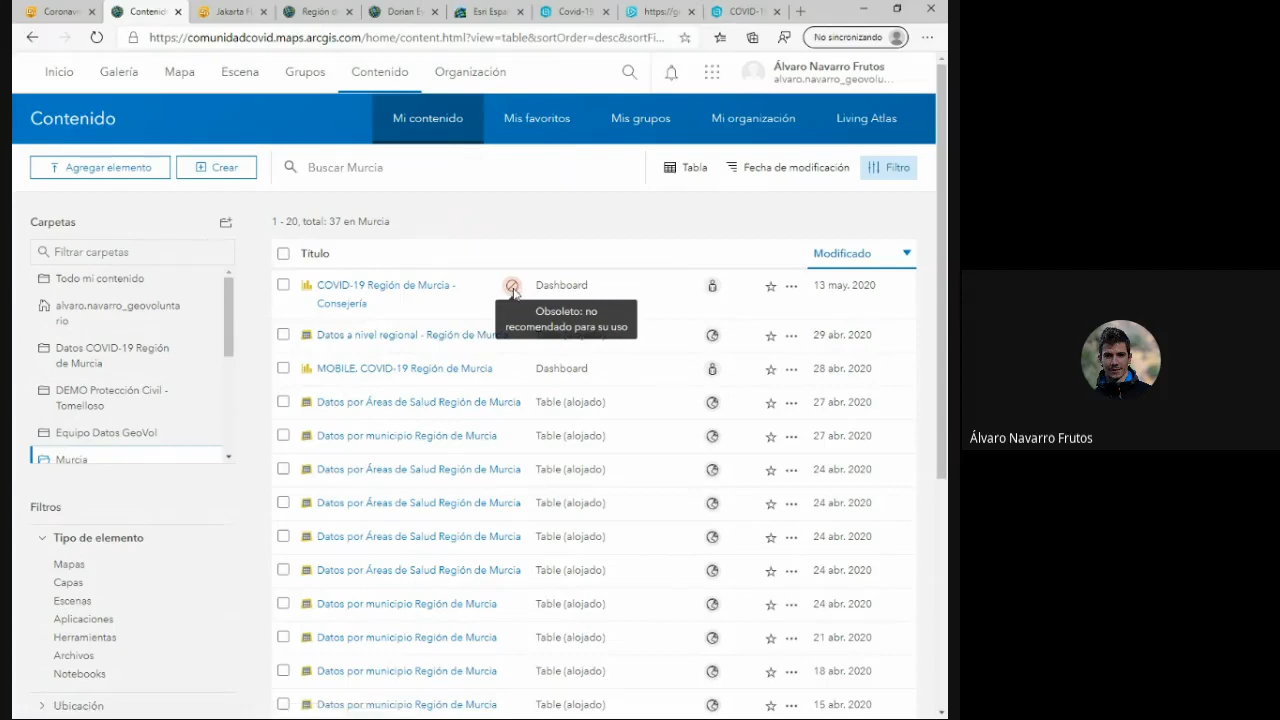 Coronav
Conteni
Jakarta F
Región d
Dorian E
Esri Espa
Covid-19
https://g
COVID-1
https://comunidadcovid.maps.arcgis.com/home/content.html?view=table&sortOrder=desc&sortFi...
No sincronizando
Inicio
Galería
Mapa
Escena
Grupos
Contenido
Organización
Álvaro Navarro Frutos
alvaro.navarro_geovolu...
Contenido
Mi contenido
Mis favoritos
Mis grupos
Mi organización
Living Atlas
Agregar elemento
Crear
Buscar Murcia
Tabla
Fecha de modificación
Filtro
Carpetas
Filtrar carpetas
Todo mi contenido
alvaro.navarro_geovolunta
rio
Datos COVID-19 Región
de Murcia
DEMO Protección Civil -
Tomelloso
Equipo Datos GeoVol
Murcia
Filtros
Tipo de elemento
Mapas
Capas
Escenas
Aplicaciones
Herramientas
Archivos
Notebooks
Ubicación
1 - 20, total: 37 en Murcia
Título
Modificado
COVID-19 Región de Murcia -
Consejería
Dashboard
13 may. 2020
Obsoleto: no
recomendado para su uso
Datos a nivel regional - Región de Murcia
29 abr. 2020
MOBILE. COVID-19 Región de Murcia
Dashboard
28 abr. 2020
Datos por Áreas de Salud Región de Murcia
Table (alojado)
27 abr. 2020
Datos por municipio Región de Murcia
Table (alojado)
27 abr. 2020
Datos por Áreas de Salud Región de Murcia
Table (alojado)
24 abr. 2020
Datos por Áreas de Salud Región de Murcia
Table (alojado)
24 abr. 2020
Datos por Áreas de Salud Región de Murcia
Table (alojado)
24 abr. 2020
Datos por Áreas de Salud Región de Murcia
Table (alojado)
24 abr. 2020
Datos por municipio Región de Murcia
Table (alojado)
24 abr. 2020
Datos por municipio Región de Murcia
Table (alojado)
21 abr. 2020
Datos por municipio Región de Murcia
Table (alojado)
18 abr. 2020
Datos por municipio Región de Murcia
Table (alojado)
15 abr. 2020
Álvaro Navarro Frutos